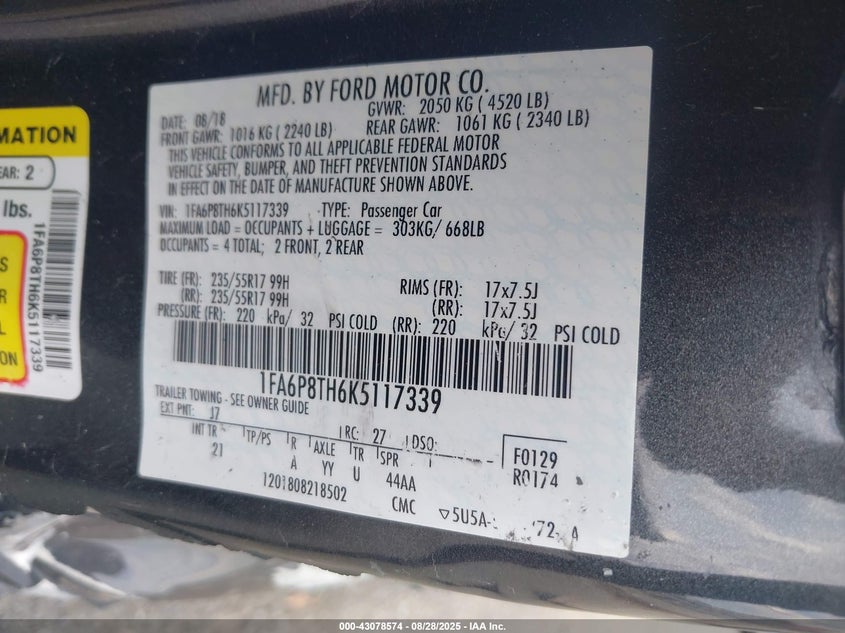 MATION
EAR: 2
lbs.
S
R
L
ON
1FA6P8TH6K5117339
MFD. BY FORD MOTOR CO.
DATE: 08/18 GVWR: 2050 KG ( 4520 LB)
FRONT GAWR: 1016 KG ( 2240 LB) REAR GAWR: 1061 KG ( 2340 LB)
THIS VEHICLE CONFORMS TO ALL APPLICABLE FEDERAL MOTOR
VEHICLE SAFETY, BUMPER, AND THEFT PREVENTION STANDARDS
IN EFFECT ON THE DATE OF MANUFACTURE SHOWN ABOVE.
VIN: 1FA6P8TH6K5117339 TYPE: Passenger Car
MAXIMUM LOAD = OCCUPANTS + LUGGAGE = 303KG/ 668LB
OCCUPANTS = 4 TOTAL; 2 FRONT, 2 REAR
TIRE (FR): 235/55R17 99H RIMS (FR): 17x7.5J
(RR): 235/55R17 99H (RR): 17x7.5J
PRESSURE (FR): 220 kPa/ 32 PSI COLD (RR): 220 kPa/ 32 PSI COLD
1FA6P8TH6K5117339
TRAILER TOWING - SEE OWNER GUIDE
EXT PNT: J7 RC: 27 DSO:
INT TR TP/PS R AXLE TR SPR
21 A YY U 44AA
F0129
R0174
1201808218502 CMC
000-43078574 - 08/28/2025 - IAA Inc.